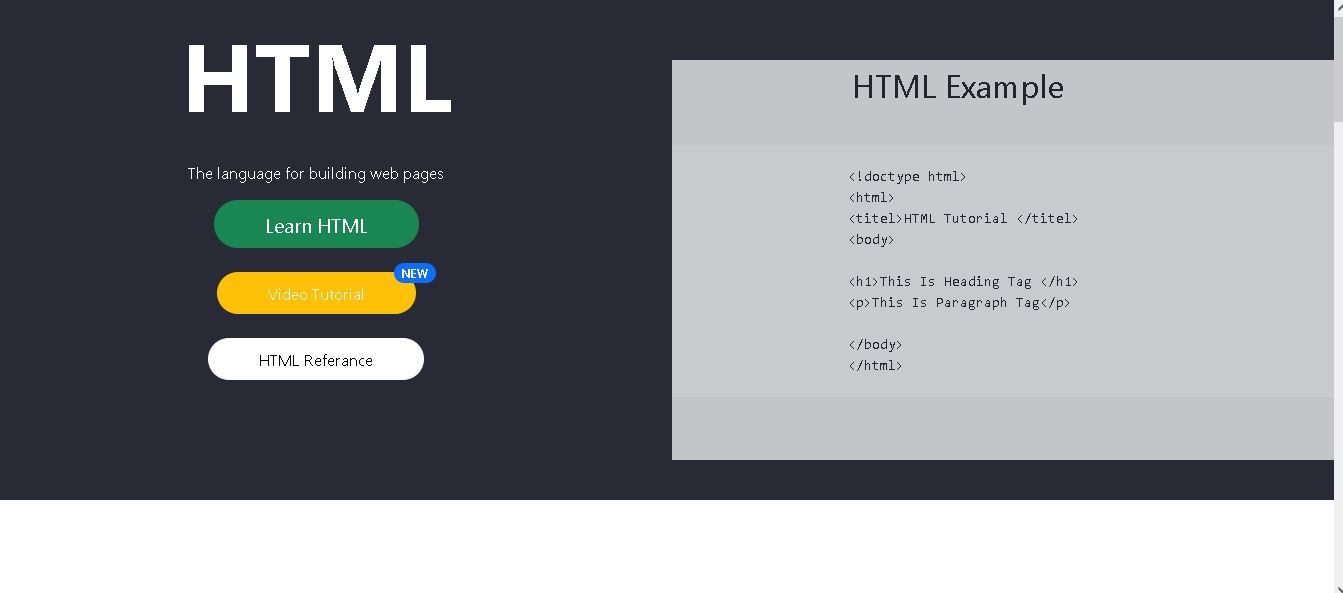 HTML
The language for building web pages
Learn HTML
NEW
Video Tutorial
HTML Referance
HTML Example
<!doctype html>
<html>
<titel>HTML Tutorial </titel>
<body>
<h1>This Is Heading Tag </h1>
<p>This Is Paragraph Tag</p>
</body>
</html>